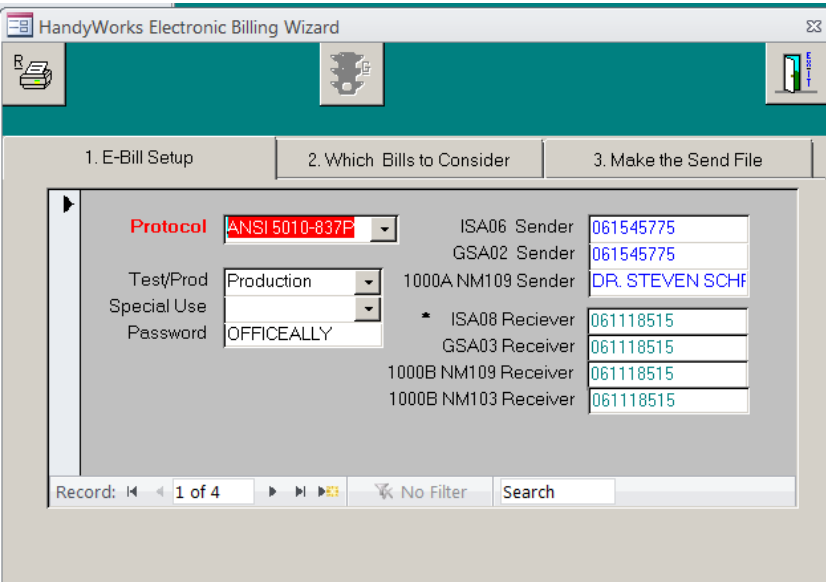 HandyWorks Electronic Billing Wizard
R
G
EXIT
1. E-Bill Setup
2. Which Bills to Consider
3. Make the Send File
Protocol ANSI 5010-837P
ISA06 Sender 061545775
GSA02 Sender 061545775
Test/Prod Production
1000A NM109 Sender DR. STEVEN SCHR
Special Use
Password OFFICEALLY
* ISA08 Reciever 061118515
GSA03 Receiver 061118515
1000B NM109 Receiver 061118515
1000B NM103 Receiver 061118515
Record: 1 of 4 No Filter Search